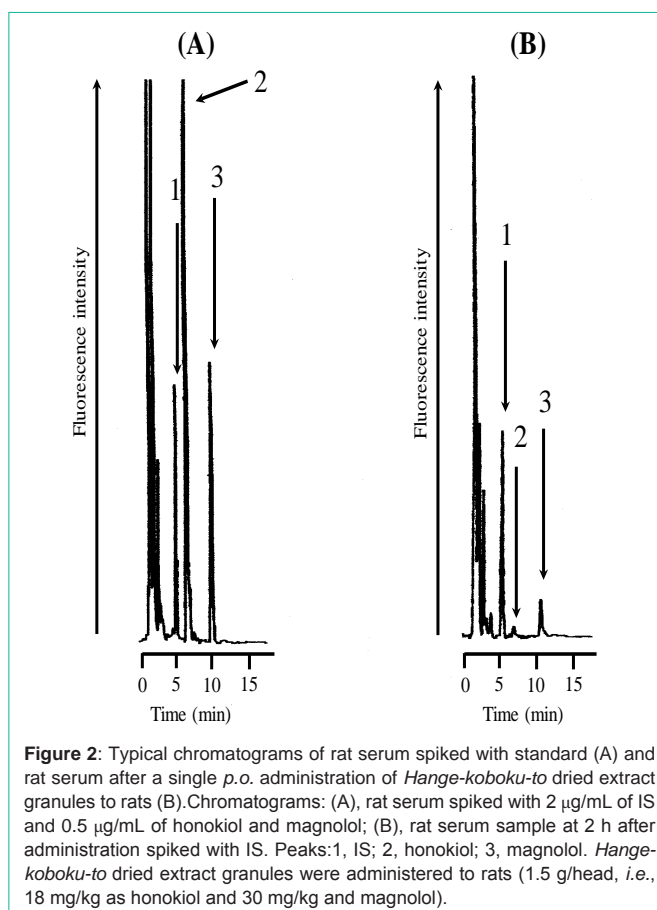 (A)
(B)
2
1
3
1
2
3
Fluorescence intensity
Fluorescence intensity
0 5 10 15
0 5 10 15
Time (min)
Time (min)
Figure 2: Typical chromatograms of rat serum spiked with standard (A) and
rat serum after a single p.o. administration of Hange-koboku-to dried extract
granules to rats (B).Chromatograms: (A), rat serum spiked with 2 μg/mL of IS
and 0.5 μg/mL of honokiol and magnolol; (B), rat serum sample at 2 h after
administration spiked with IS. Peaks:1, IS; 2, honokiol; 3, magnolol. Hange-
koboku-to dried extract granules were administered to rats (1.5 g/head, i.e.,
18 mg/kg as honokiol and 30 mg/kg and magnolol).